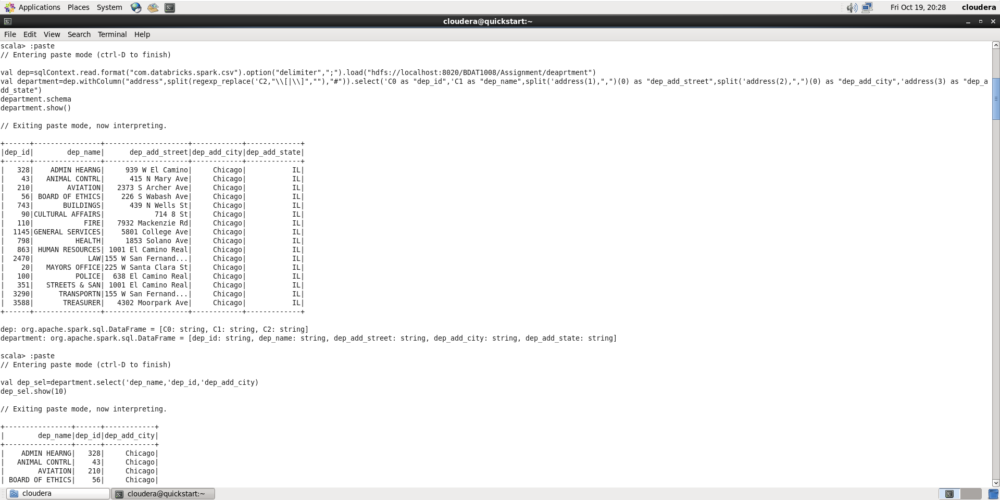 Applications Places System Fri Oct 19, 20:28 cloudera
cloudera@quickstart:~
File Edit View Search Terminal Help
scala> :paste
// Entering paste mode (ctrl-D to finish)
val dep=sqlContext.read.format("com.databricks.spark.csv").option("delimiter",";").load("hdfs://localhost:8020/BDAT1008/Assignment/deaprtment")
val department=dep.withColumn("address",split(regexp_replace('C2,"\\[|\\]",""),"#")).select('C0 as "dep_id",'C1 as "dep_name",split('address(1),",")(0) as "dep_add_street",split('address(2),",")(0) as "dep_add_city",'address(3) as "dep_a
dd_state")
department.schema
department.show()
// Exiting paste mode, now interpreting.
+------+----------------+--------------------+------------+-------------+
|dep_id|        dep_name|      dep_add_street|dep_add_city|dep_add_state|
+------+----------------+--------------------+------------+-------------+
|   328|    ADMIN HEARNG|     939 W El Camino|     Chicago|           IL|
|    43|   ANIMAL CONTRL|      415 N Mary Ave|     Chicago|           IL|
|   210|        AVIATION|   2373 S Archer Ave|     Chicago|           IL|
|    56| BOARD OF ETHICS|    226 S Wabash Ave|     Chicago|           IL|
|   743|       BUILDINGS|      439 N Wells St|     Chicago|           IL|
|    90|CULTURAL AFFAIRS|            714 8 St|     Chicago|           IL|
|   110|            FIRE|   7932 Mackenzie Rd|     Chicago|           IL|
|  1145|GENERAL SERVICES|    5801 College Ave|     Chicago|           IL|
|   798|          HEALTH|     1853 Solano Ave|     Chicago|           IL|
|   863| HUMAN RESOURCES| 1001 El Camino Real|     Chicago|           IL|
|  2470|             LAW|155 W San Fernand...|     Chicago|           IL|
|    20|   MAYORS OFFICE|225 W Santa Clara St|     Chicago|           IL|
|   100|          POLICE|  638 El Camino Real|     Chicago|           IL|
|   351|   STREETS & SAN| 1001 El Camino Real|     Chicago|           IL|
|  3290|      TRANSPORTN|155 W San Fernand...|     Chicago|           IL|
|  3588|       TREASURER|   4302 Moorpark Ave|     Chicago|           IL|
+------+----------------+--------------------+------------+-------------+
dep: org.apache.spark.sql.DataFrame = [C0: string, C1: string, C2: string]
department: org.apache.spark.sql.DataFrame = [dep_id: string, dep_name: string, dep_add_street: string, dep_add_city: string, dep_add_state: string]
scala> :paste
// Entering paste mode (ctrl-D to finish)
val dep_sel=department.select('dep_name,'dep_id,'dep_add_city)
dep_sel.show(10)
// Exiting paste mode, now interpreting.
+----------------+------+------------+
|        dep_name|dep_id|dep_add_city|
+----------------+------+------------+
|    ADMIN HEARNG|   328|     Chicago|
|   ANIMAL CONTRL|    43|     Chicago|
|        AVIATION|   210|     Chicago|
| BOARD OF ETHICS|    56|     Chicago|
cloudera cloudera@quickstart:~